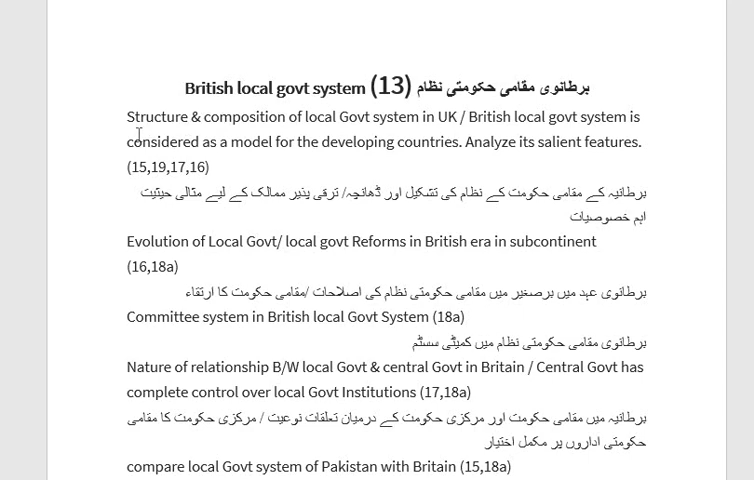 British local govt system (13) برطانوی مقامی حکومتی نظام
Structure & composition of local Govt system in UK / British local govt system is
considered as a model for the developing countries. Analyze its salient features.
(15,19,17,16)
برطانیہ کے مقامی حکومت کے نظام کی تشکیل اور ڈھانچہ/ ترقی پذیر ممالک کے لیے مثالی حیثیت
اہم خصوصیات
Evolution of Local Govt/ local govt Reforms in British era in subcontinent
(16,18a)
برطانوی عہد میں برصغیر میں مقامی حکومتی نظام کی اصلاحات /مقامی حکومت کا ارتقاء
Committee system in British local Govt System (18a)
برطانوی مقامی حکومتی نظام میں کمیٹی سسٹم
Nature of relationship B/W local Govt & central Govt in Britain / Central Govt has
complete control over local Govt Institutions (17,18a)
برطانیہ میں مقامی حکومت اور مرکزی حکومت کے درمیان تعلقات نوعیت / مرکزی حکومت کا مقامی
حکومتی اداروں پر مکمل اختیار
compare local Govt system of Pakistan with Britain (15,18a)